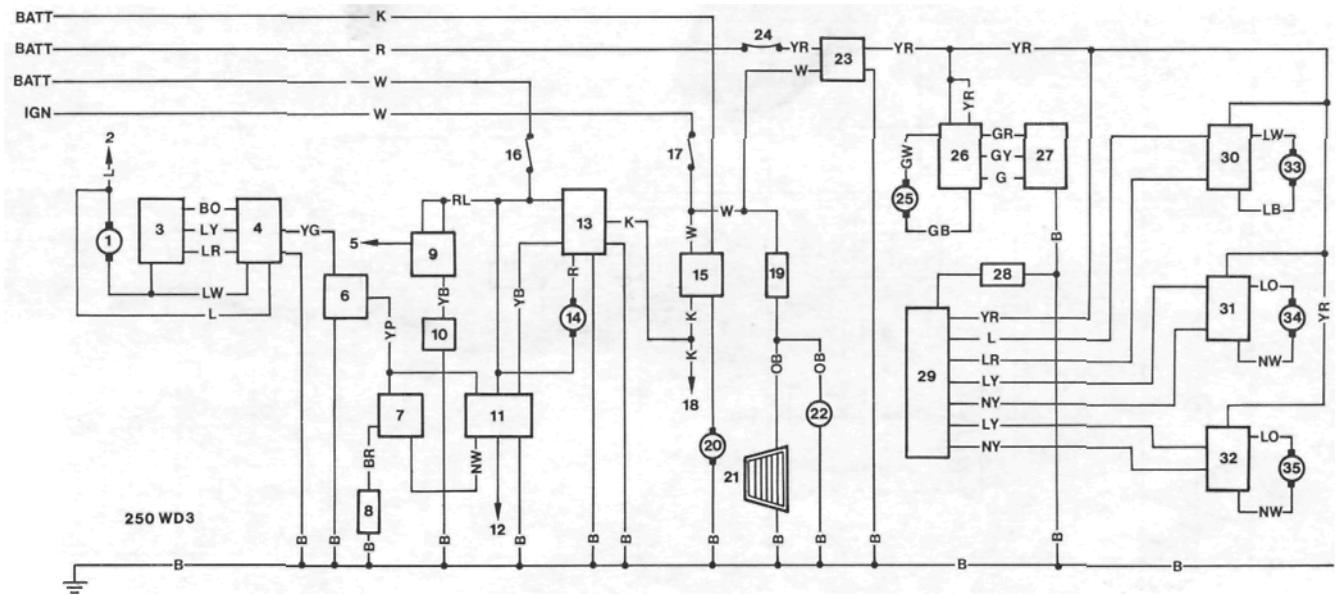 BATT K
BATT R 24 YR 23 YR YR
BATT W W
IGN W
2 16 17 YR
L GW GR LW
3 4 26 GY 27 30 33
BO 13 G
1 LY YG 5 9 RL K W 25 LB
LR GB B
LW 6 W 15 19 28 31 LO 34
L YB YB R K YR
YP 10 14 K OB OB 29 L NW YR
LR
7 11 18 22 LY
NY
BR NW 20 21 LY 32 LO 35
NY NW
8 12
250 WD3
B B B B B B B B B B B B
B B B